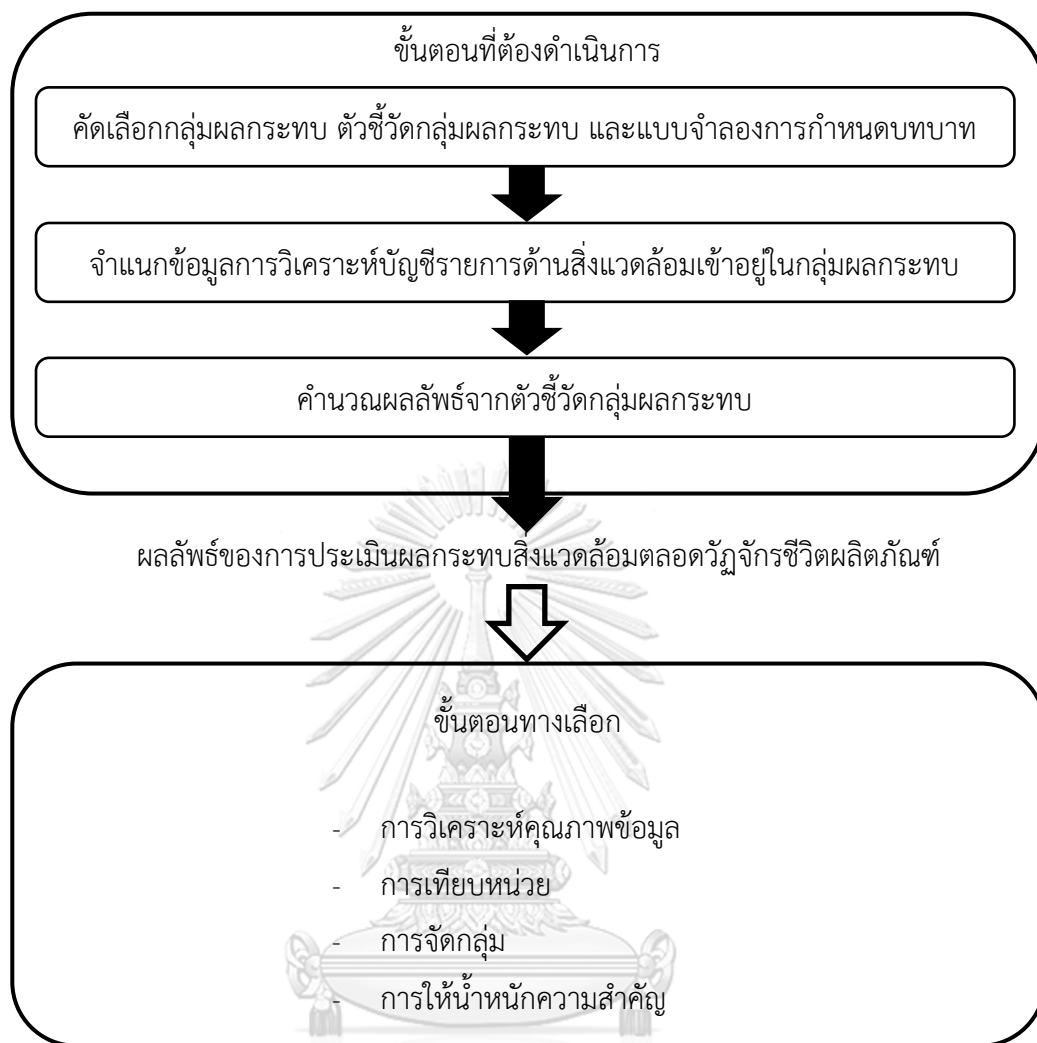 ขั้นตอนที่ต้องดำเนินการ
คัดเลือกกลุ่มผลกระทบ ตัวชี้วัดกลุ่มผลกระทบ และแบบจำลองการกำหนดบทบาท
จำแนกข้อมูลการวิเคราะห์บัญชีรายการด้านสิ่งแวดล้อมเข้าอยู่ในกลุ่มผลกระทบ
คำนวณผลลัพธ์จากตัวชี้วัดกลุ่มผลกระทบ
ผลลัพธ์ของการประเมินผลกระทบสิ่งแวดล้อมตลอดวัฏจักรชีวิตผลิตภัณฑ์
ขั้นตอนทางเลือก
- การวิเคราะห์คุณภาพข้อมูล
- การเทียบหน่วย
- การจัดกลุ่ม
- การให้น้ำหนักความสำคัญ